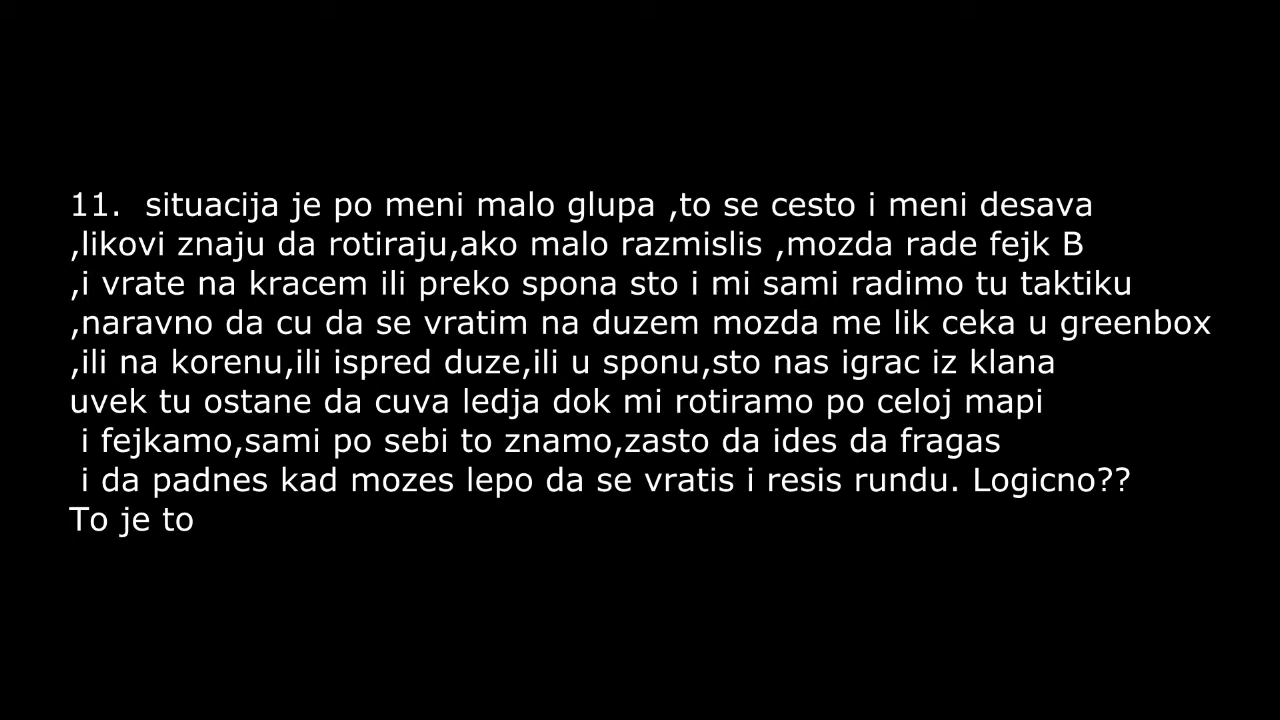 11.  situacija je po meni malo glupa ,to se cesto i meni desava
,likovi znaju da rotiraju,ako malo razmislis ,mozda rade fejk B
,i vrate na kracem ili preko spona sto i mi sami radimo tu taktiku
,naravno da cu da se vratim na duzem mozda me lik ceka u greenbox
,ili na korenu,ili ispred duze,ili u sponu,sto nas igrac iz klana
uvek tu ostane da cuva ledja dok mi rotiramo po celoj mapi
i fejkamo,sami po sebi to znamo,zasto da ides da fragas
i da padnes kad mozes lepo da se vratis i resis rundu. Logicno??
To je to